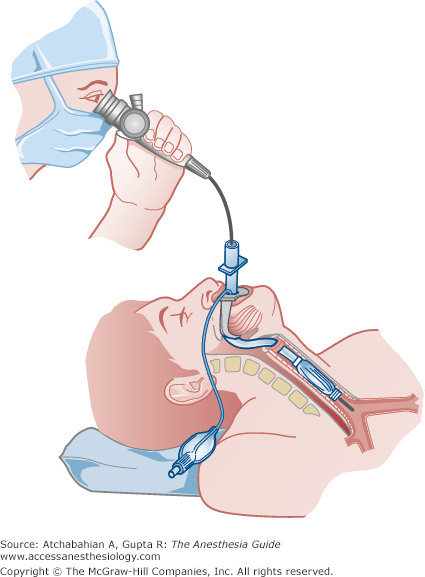 Source: Atchabahian A, Gupta R: The Anesthesia Guide
www.accessanesthesiology.com
Copyright © The McGraw-Hill Companies, Inc. All rights reserved.